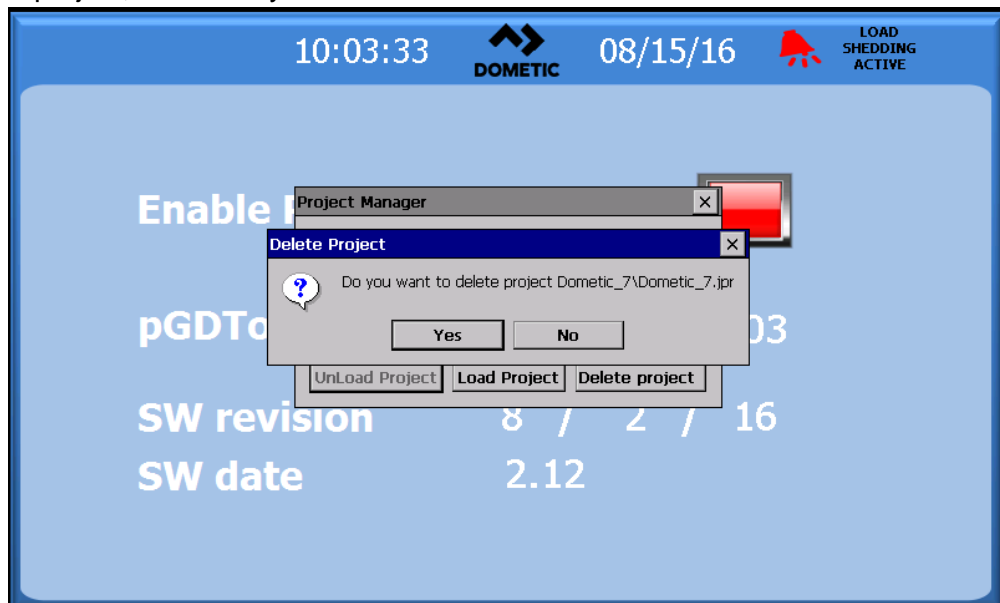 10:03:33 DOMETIC 08/15/16 LOAD
SHEDDING
ACTIVE
Enable
Project Manager
Delete Project
Do you want to delete project Dometic_7\Dometic_7.jpr
Yes No
pGDTo 03
UnLoad Project Load Project Delete project
SW revision 8 / 2 / 16
SW date 2.12